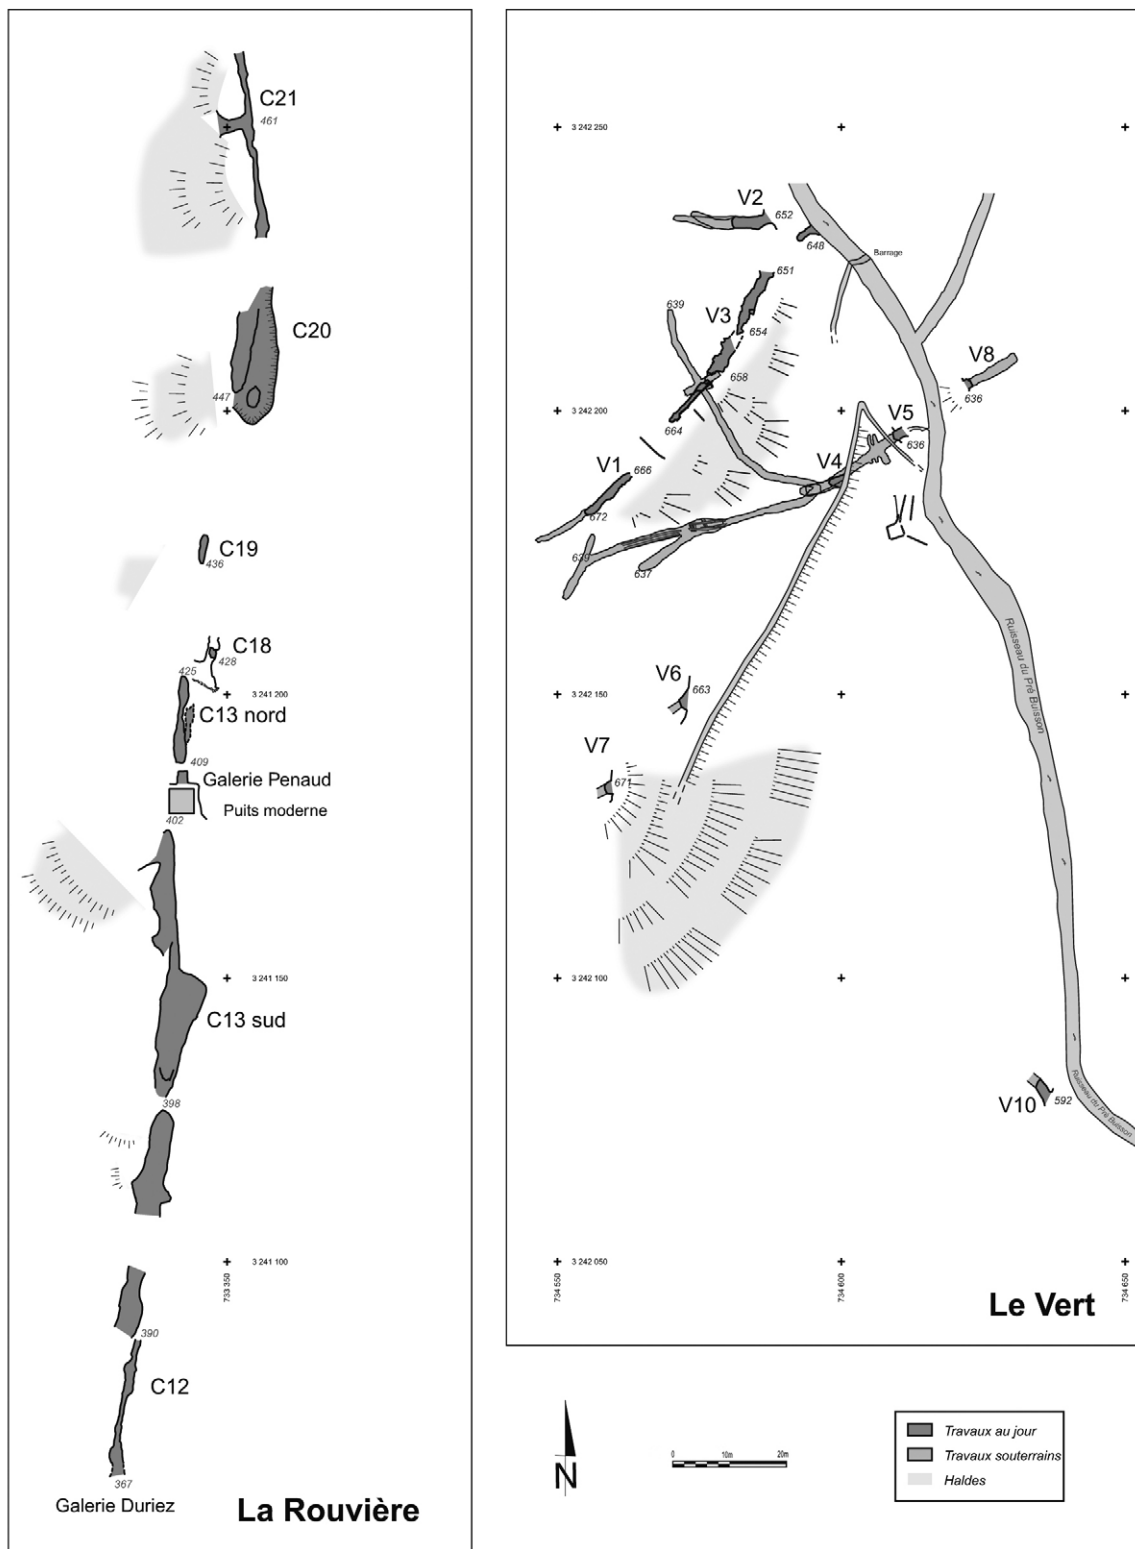 C21
461
C20
447
C19
436
C18
428
425
3 241 200
C13 nord
409
Galerie Penaud
Puits moderne
402
3 241 150
C13 sud
398
3 241 100
733 350
390
C12
367
Galerie Duriez
La Rouvière
3 242 250
V2
652
648
Barrage
651
639
V3
654
658
V8
636
3 242 200
664
V5
636
V1
666
V4
672
639
637
Ruisseau du Pré Buisson
V6
663
3 242 150
V7
671
3 242 100
V10
592
Ruisseau du Pré Buisson
3 242 050
734 550
734 600
734 650
Le Vert
N
0 10m 20m
Travaux au jour
Travaux souterrains
Haldes